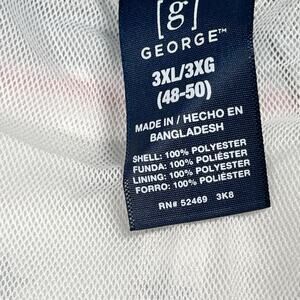 [g]
GEORGE™
3XL/3XG
(48-50)
MADE IN / HECHO EN
BANGLADESH
SHELL: 100% POLYESTER
FUNDA: 100% POLIÉSTER
LINING: 100% POLYESTER
FORRO: 100% POLIÉSTER
RN# 52469 3K8